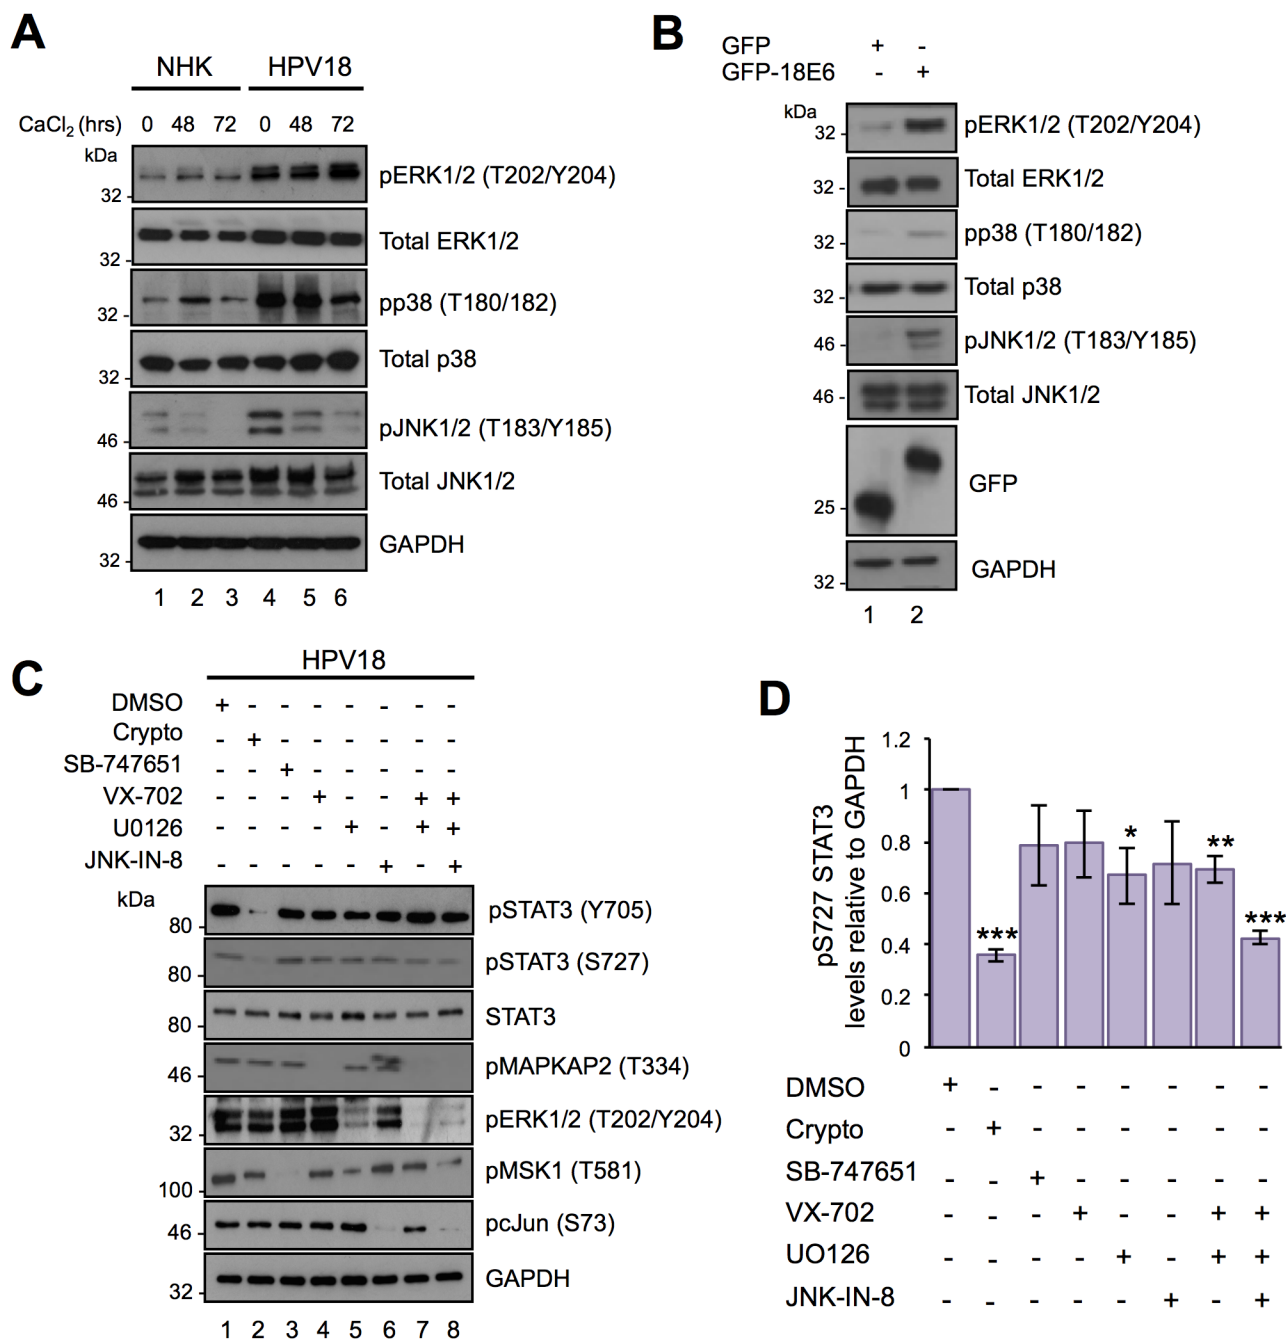 A
NHK HPV18
CaCl2 (hrs) 0 48 72 0 48 72
kDa
pERK1/2 (T202/Y204)
32 -
Total ERK1/2
32 -
pp38 (T180/182)
32 -
Total p38
32 -
pJNK1/2 (T183/Y185)
46 -
Total JNK1/2
46 -
GAPDH
32 -
1 2 3 4 5 6
B
GFP + -
GFP-18E6 - +
kDa
pERK1/2 (T202/Y204)
32 -
Total ERK1/2
32 -
pp38 (T180/182)
32 -
Total p38
32 -
pJNK1/2 (T183/Y185)
46 -
Total JNK1/2
46 -
GFP
25 -
GAPDH
32 -
1 2
C
HPV18
DMSO + - - - - - - -
Crypto - + - - - - - -
SB-747651 - - + - - - - -
VX-702 - - - + - - + +
U0126 - - - - + - + +
JNK-IN-8 - - - - - + - +
kDa
pSTAT3 (Y705)
80 -
pSTAT3 (S727)
80 -
STAT3
80 -
pMAPKAP2 (T334)
46 -
pERK1/2 (T202/Y204)
32 -
pMSK1 (T581)
100 -
pcJun (S73)
46 -
GAPDH
32 -
1 2 3 4 5 6 7 8
D
pS727 STAT3
levels relative to GAPDH
1.2
1
0.8
0.6
0.4
0.2
0
*** * ** ***
DMSO + - - - - - - -
Crypto - + - - - - - -
SB-747651 - - + - - - - -
VX-702 - - - + - - + +
UO126 - - - - + - + +
JNK-IN-8 - - - - - + - +